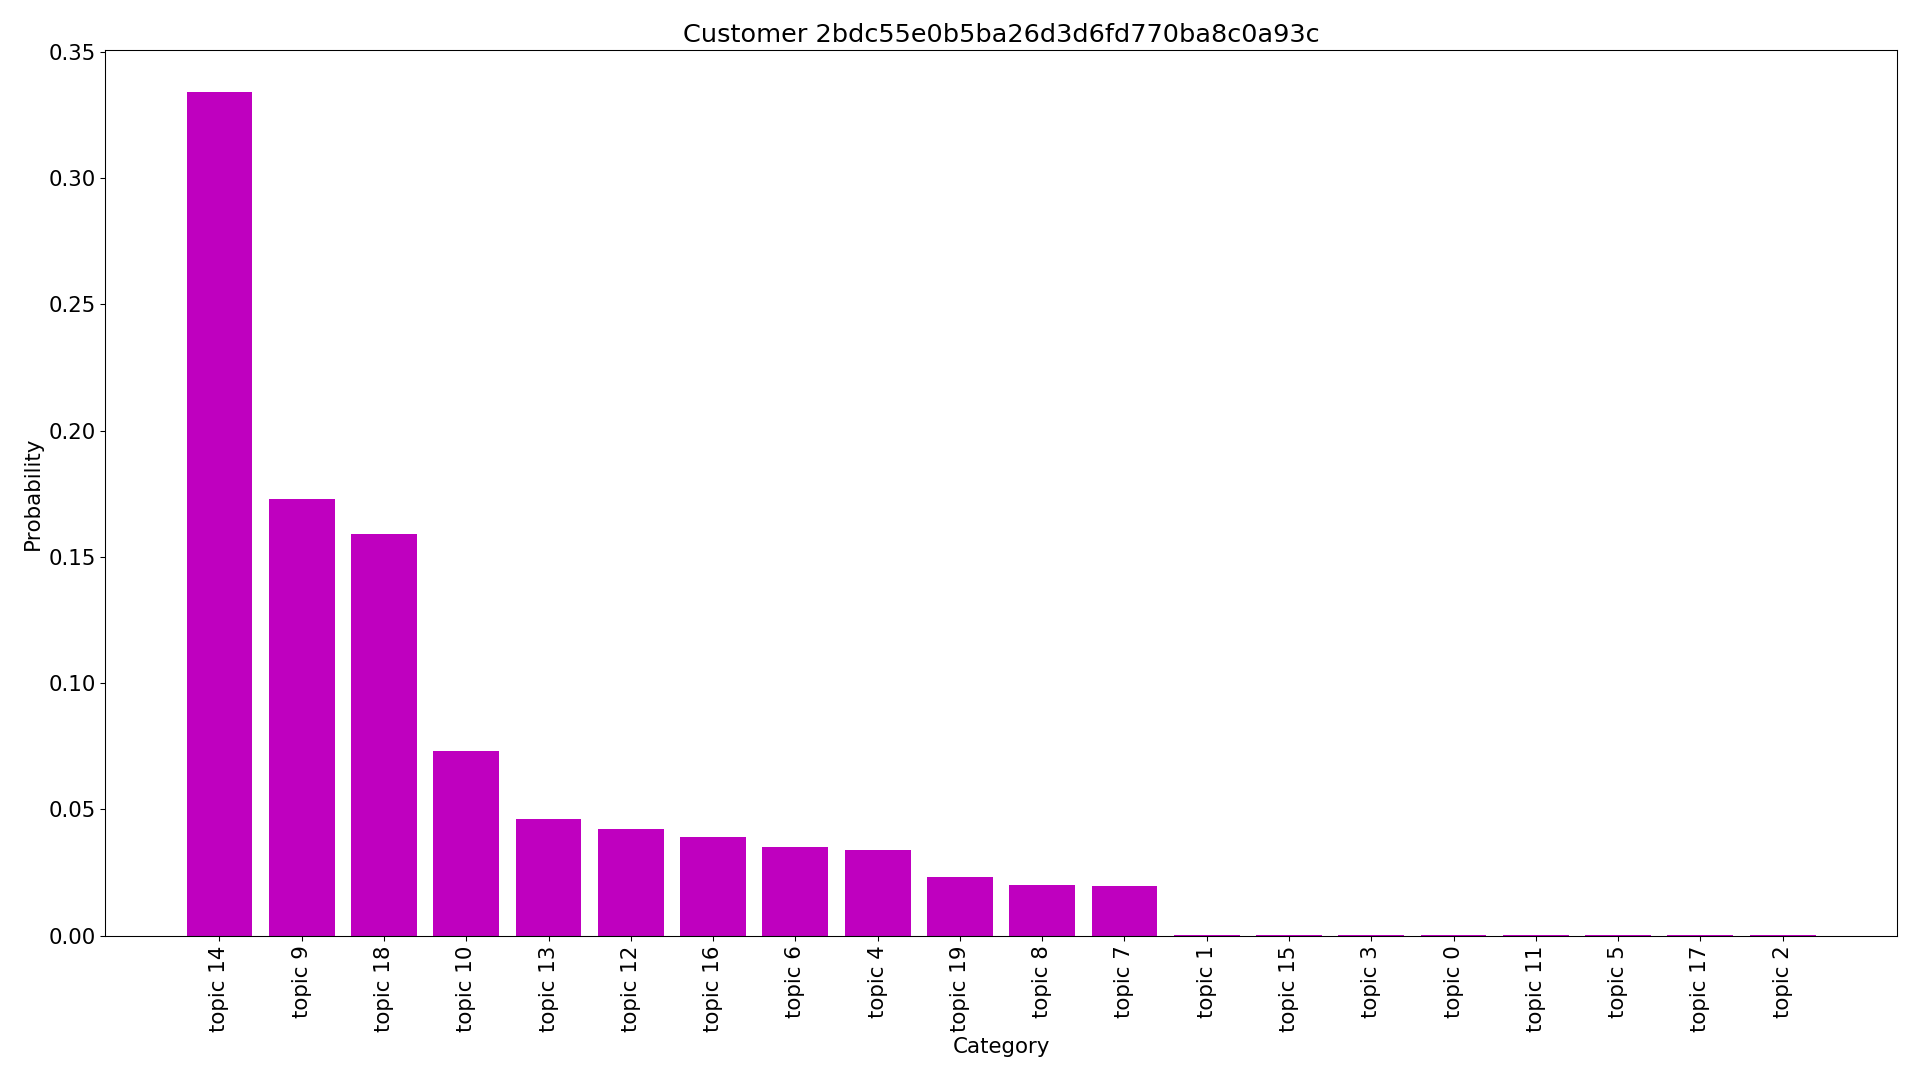 Customer 2bdc55e0b5ba26d3d6fd770ba8c0a93c
Probability
0.35
0.30
0.25
0.20
0.15
0.10
0.05
0.00
topic 14
topic 9
topic 18
topic 10
topic 13
topic 12
topic 16
topic 6
topic 4
topic 19
topic 8
topic 7
topic 1
topic 15
topic 3
topic 0
topic 11
topic 5
topic 17
topic 2
Category